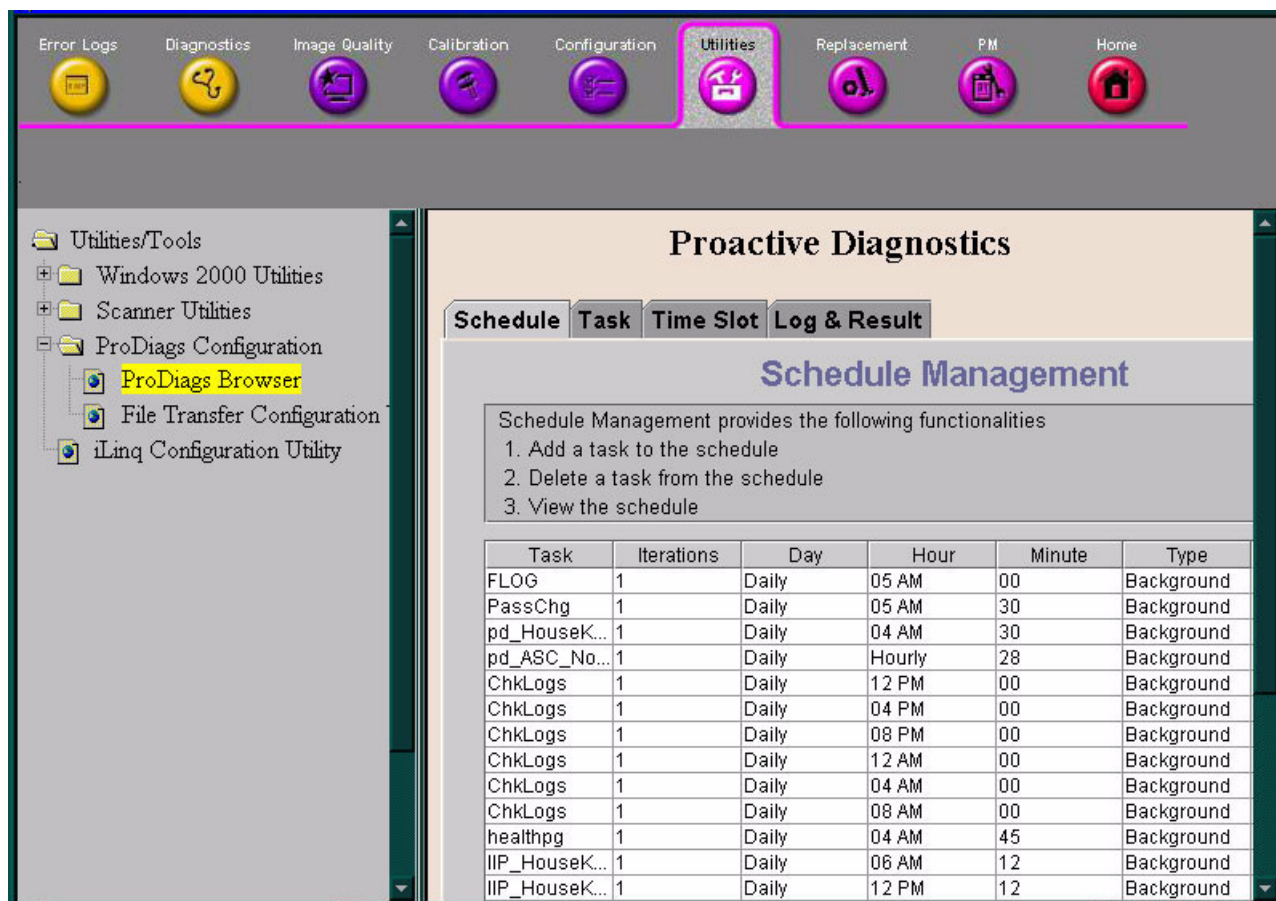 Error Logs Diagnostics Image Quality Calibration Configuration Utilities Replacement PM Home
Utilities/Tools
Windows 2000 Utilities
Scanner Utilities
ProDiags Configuration
ProDiags Browser
File Transfer Configuration
iLinq Configuration Utility
Proactive Diagnostics
Schedule Task Time Slot Log & Result
Schedule Management
Schedule Management provides the following functionalities
1. Add a task to the schedule
2. Delete a task from the schedule
3. View the schedule
Task Iterations Day Hour Minute Type
FLOG 1 Daily 05 AM 00 Background
PassChg 1 Daily 05 AM 30 Background
pd_HouseK... 1 Daily 04 AM 30 Background
pd_ASC_No... 1 Daily Hourly 28 Background
ChkLogs 1 Daily 12 PM 00 Background
ChkLogs 1 Daily 04 PM 00 Background
ChkLogs 1 Daily 08 PM 00 Background
ChkLogs 1 Daily 12 AM 00 Background
ChkLogs 1 Daily 04 AM 00 Background
ChkLogs 1 Daily 08 AM 00 Background
healthpg 1 Daily 04 AM 45 Background
IIP_HouseK... 1 Daily 06 AM 12 Background
IIP_HouseK... 1 Daily 12 PM 12 Background